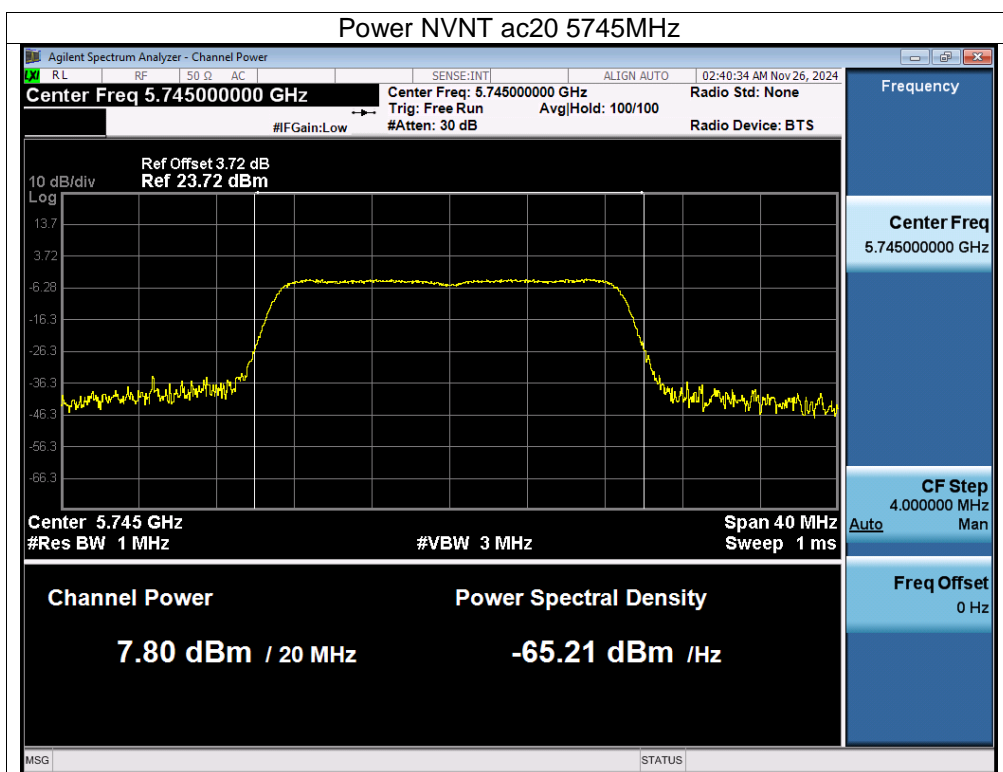 Power NVNT ac20 5745MHz
Agilent Spectrum Analyzer - Channel Power
LXI RL RF 50 Ω AC SENSE:INT ALIGN AUTO 02:40:34 AM Nov 26, 2024
Center Freq 5.745000000 GHz
Center Freq: 5.745000000 GHz
Radio Std: None
Trig: Free Run Avg|Hold: 100/100
#IFGain:Low
#Atten: 30 dB
Radio Device: BTS
Ref Offset 3.72 dB
10 dB/div Ref 23.72 dBm
Log
13.7
3.72
-6.28
-16.3
-26.3
-36.3
-46.3
-56.3
-66.3
Center 5.745 GHz Span 40 MHz
#Res BW 1 MHz #VBW 3 MHz Sweep 1 ms
Channel Power Power Spectral Density
7.80 dBm / 20 MHz -65.21 dBm /Hz
Frequency
Center Freq
5.745000000 GHz
CF Step
4.000000 MHz
Auto Man
Freq Offset
0 Hz
MSG STATUS